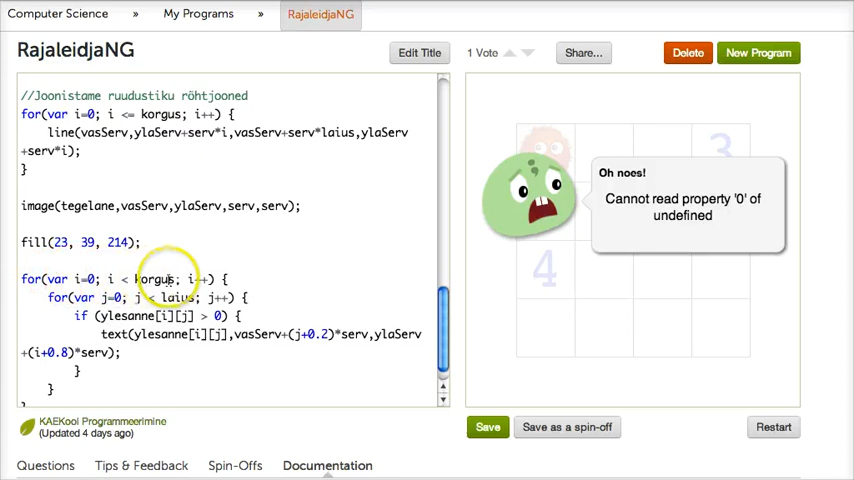 Computer Science » My Programs » RajaleidjaNG
RajaleidjaNG
Edit Title
1 Vote
Share...
Delete
New Program
//Joonistame ruudustiku rõhtjooned
for(var i=0; i <= korgus; i++) {
line(vasServ,ylaServ+serv*i,vasServ+serv*laius,ylaServ
+serv*i);
}
image(tegelane,vasServ,ylaServ,serv,serv);
fill(23, 39, 214);
for(var i=0; i < korgus; i++) {
for(var j=0; j < laius; j++) {
if (ylesanne[i][j] > 0) {
text(ylesanne[i][j],vasServ+(j+0.2)*serv,ylaServ
+(i+0.8)*serv);
}
}
3
Oh noes!
Cannot read property '0' of
undefined
4
KAEKool Programmeerimine
(Updated 4 days ago)
Save
Save as a spin-off
Restart
Questions Tips & Feedback Spin-Offs Documentation